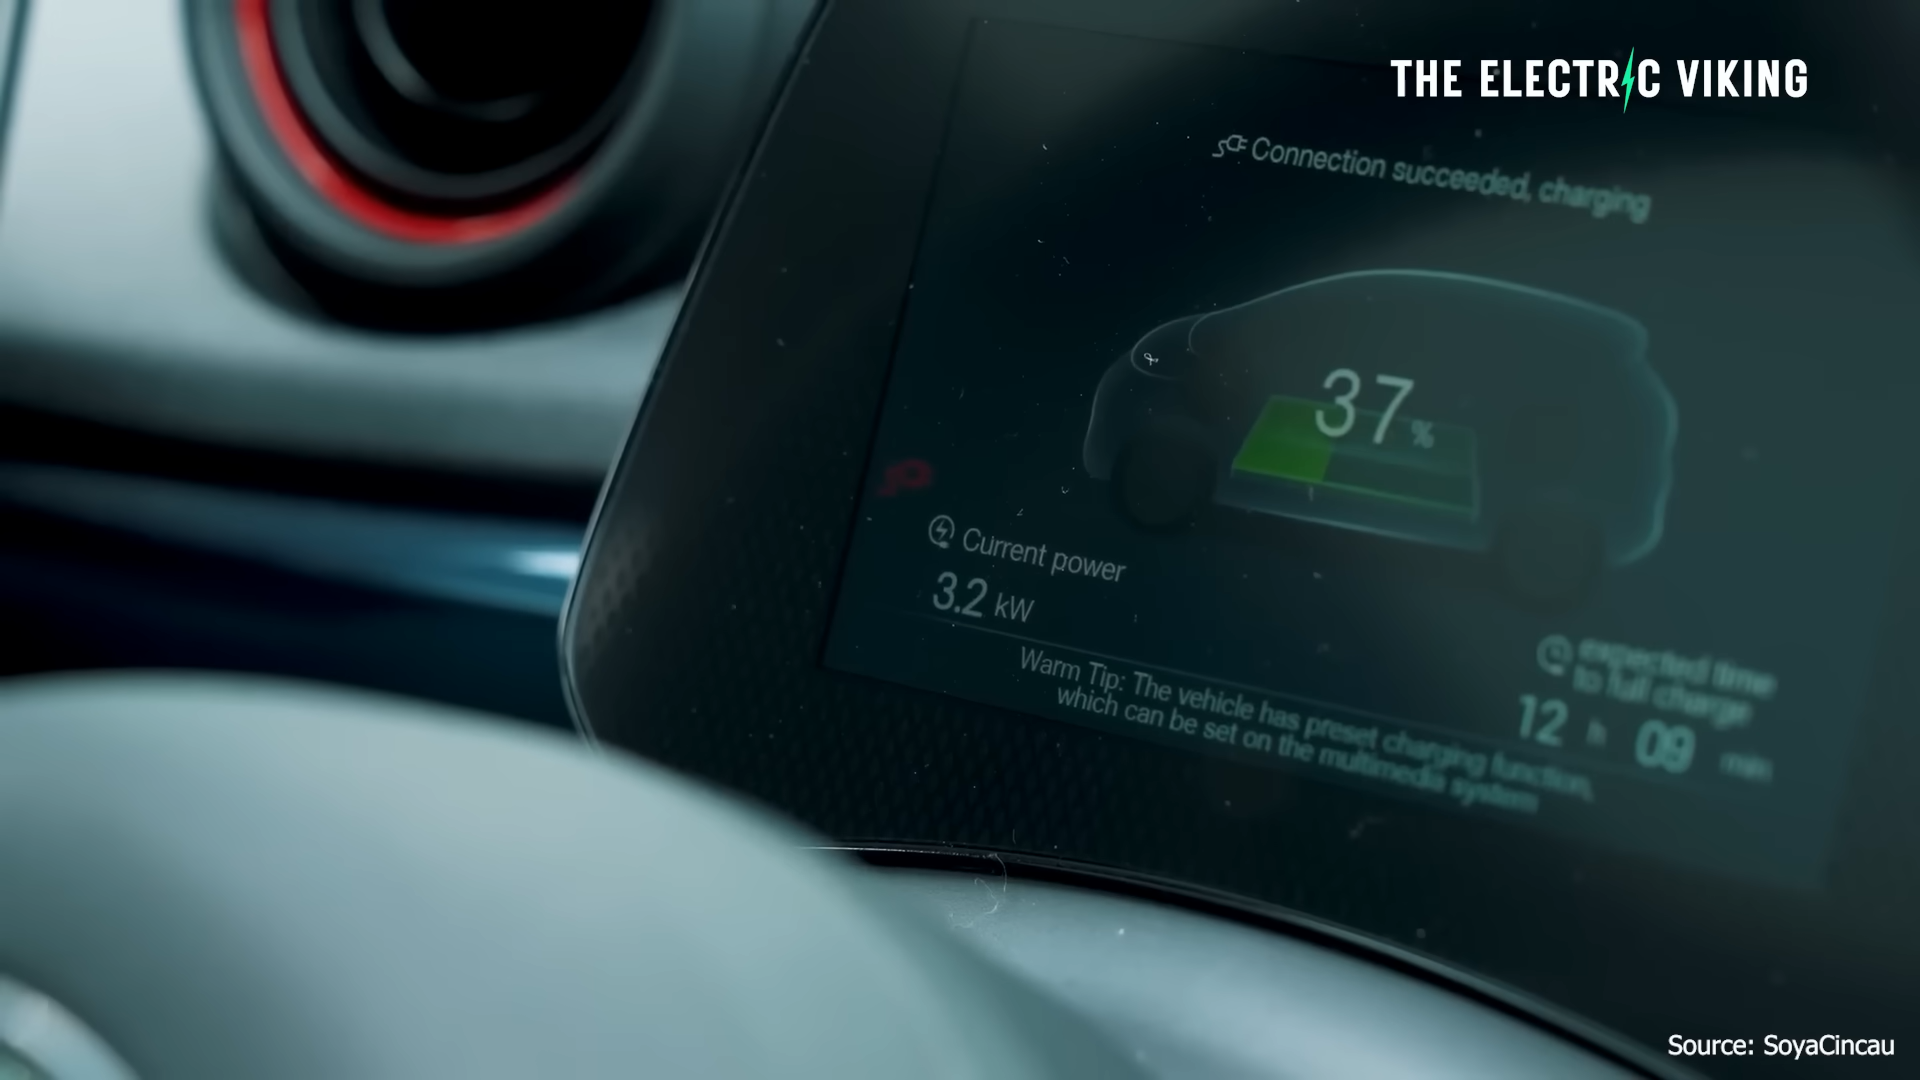 THE ELECTRIC VIKING
Connection succeeded, charging
37%
Current power
3.2 kW
expected time
to full charge
12 h 09 min
Warm Tip: The vehicle has preset charging function,
which can be set on the multimedia system
Source: SoyaCincau